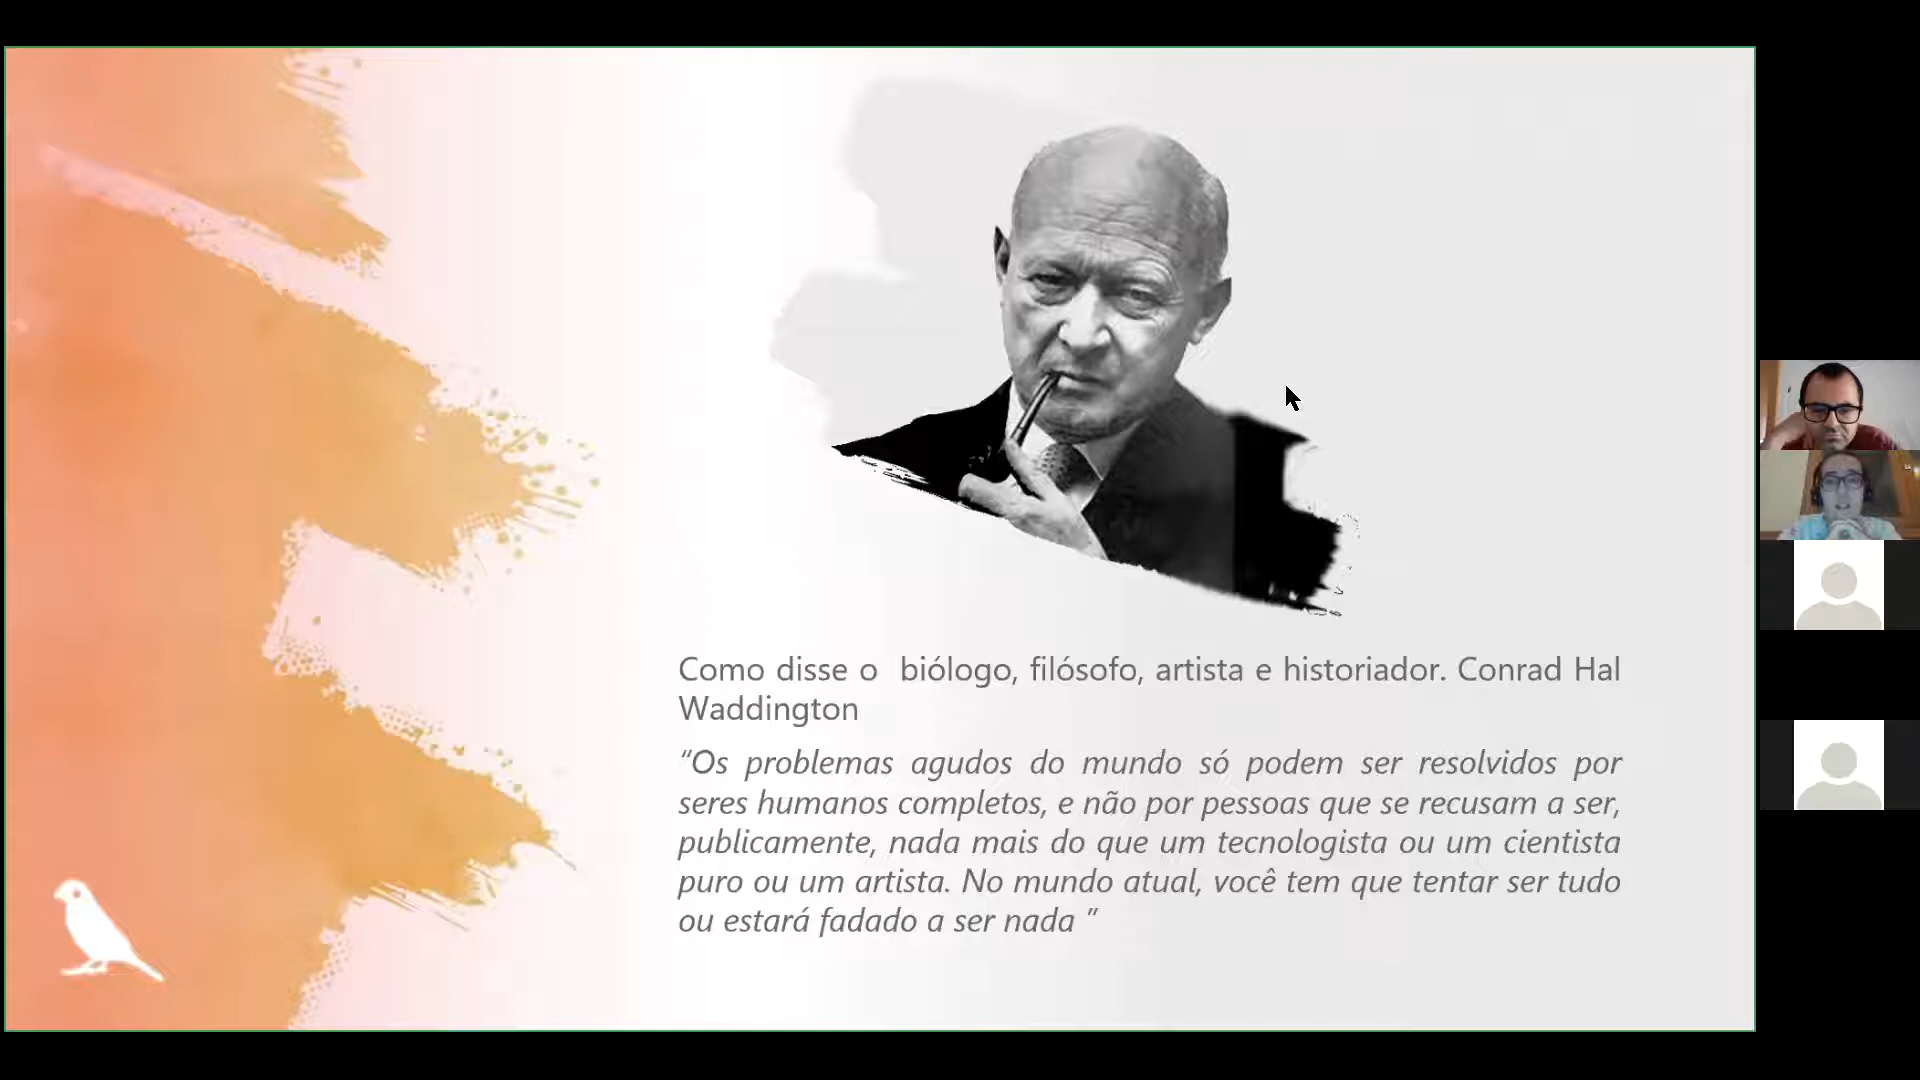 Como disse o biólogo, filósofo, artista e historiador. Conrad Hal
Waddington
“Os problemas agudos do mundo só podem ser resolvidos por
seres humanos completos, e não por pessoas que se recusam a ser,
publicamente, nada mais do que um tecnologista ou um cientista
puro ou um artista. No mundo atual, você tem que tentar ser tudo
ou estará fadado a ser nada ”